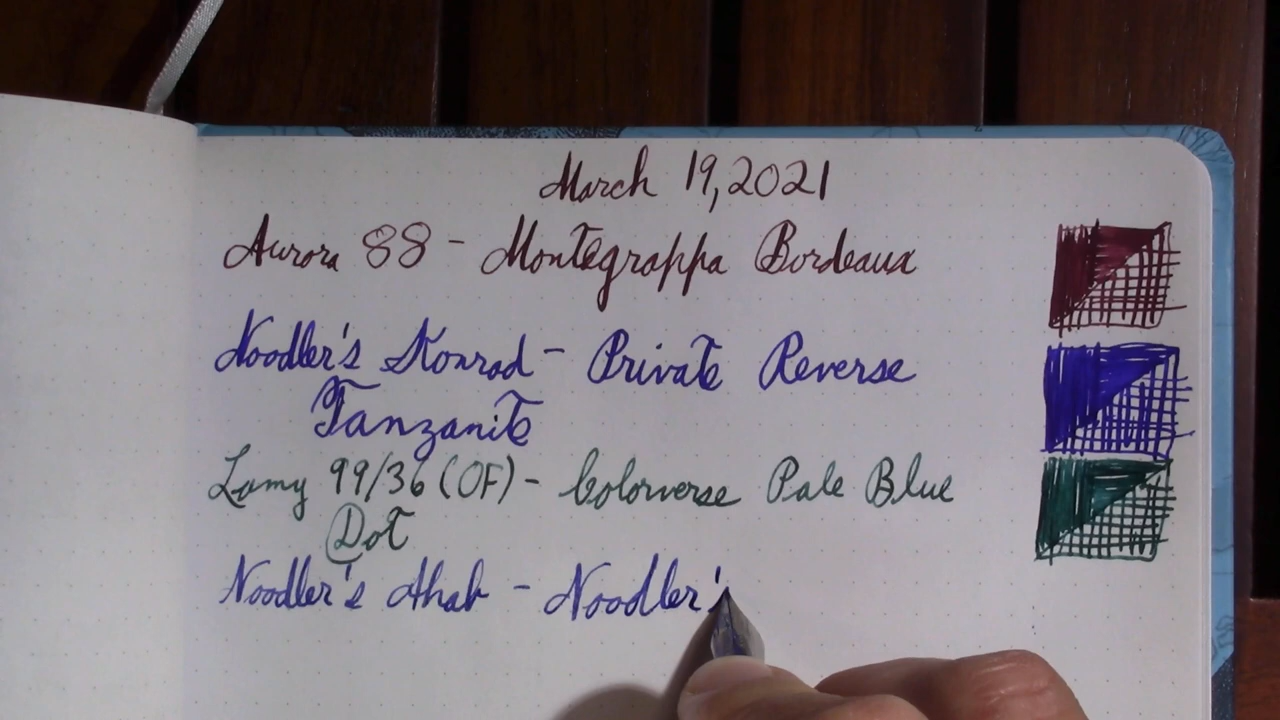 March 19, 2021
Aurora 88 - Montegrappa Bordeaux
Noodler's Konrad - Private Reverse
Tanzanite
Lamy 99/36 (OF) - Colorverse Pale Blue
Dot
Noodler's Ahab - Noodler's